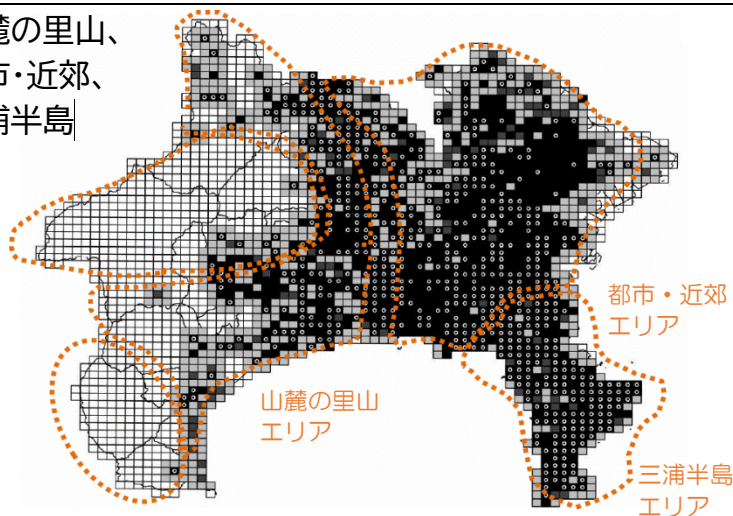 麓の里山、
市・近郊、
浦半島
都市・近郊
エリア
山麓の里山
エリア
三浦半島
エリア